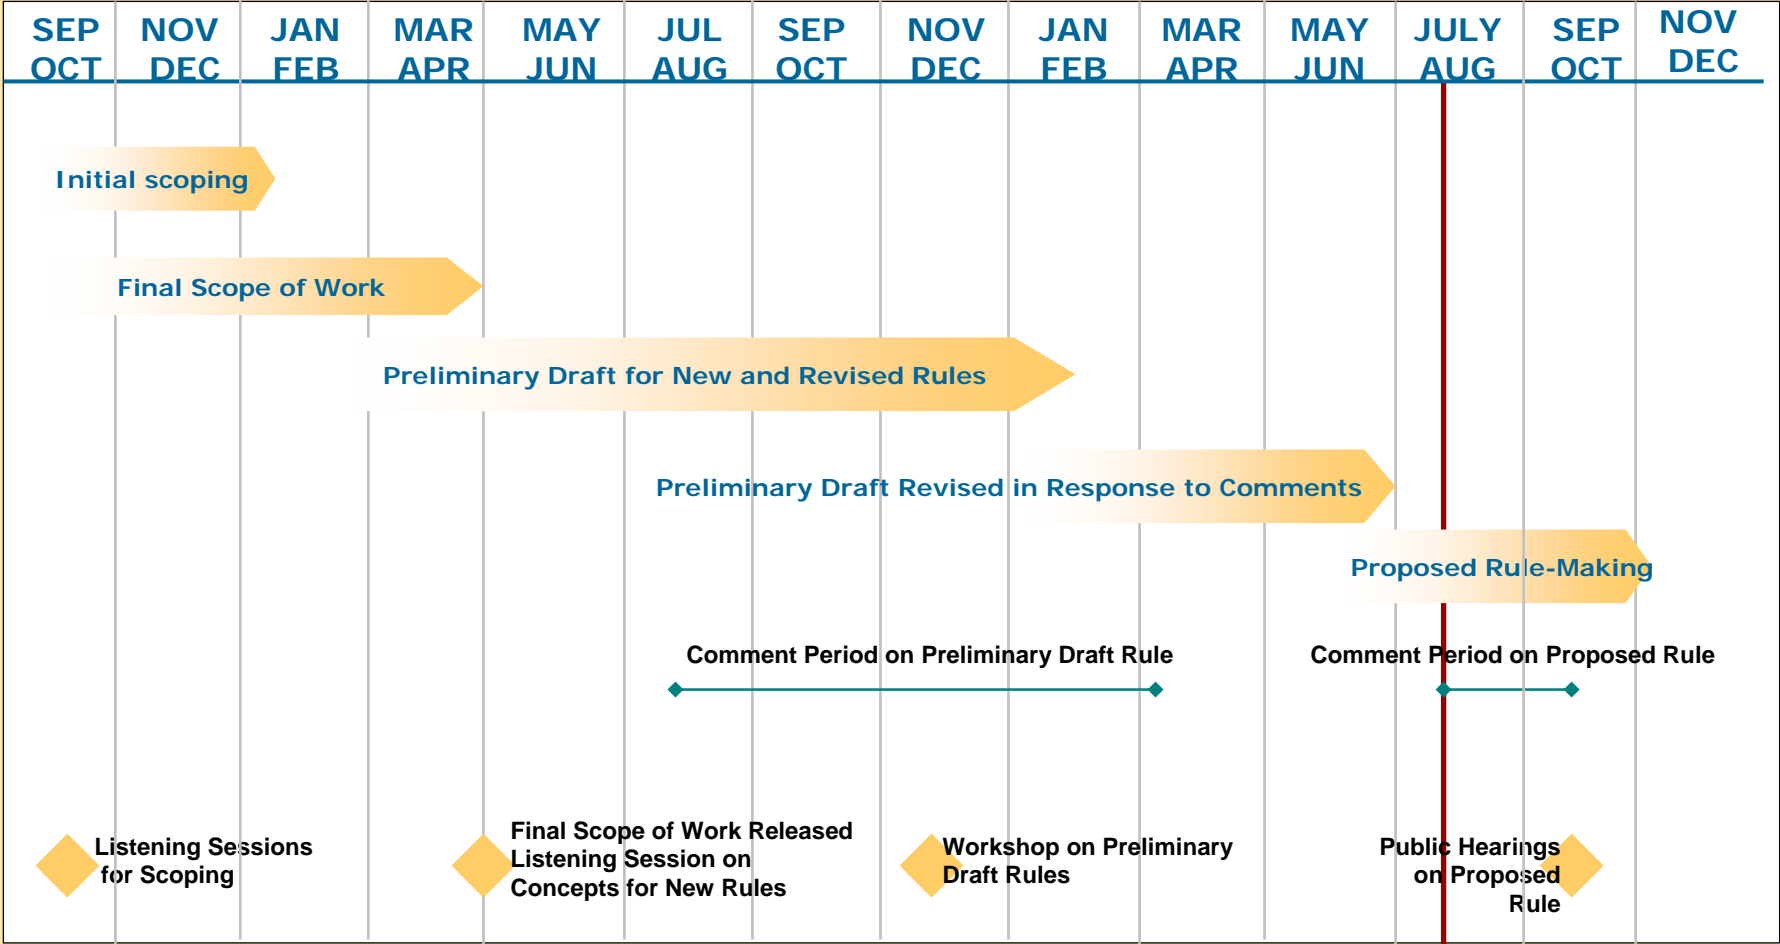 SEP NOV JAN MAR MAY JUL SEP NOV JAN MAR MAY JULY SEP NOV
OCT DEC FEB APR JUN AUG OCT DEC FEB APR JUN AUG OCT DEC
Initial scoping
Final Scope of Work
Preliminary Draft for New and Revised Rules
Preliminary Draft Revised in Response to Comments
Proposed Rule-Making
Comment Period on Preliminary Draft Rule
Comment Period on Proposed Rule
Listening Sessions
for Scoping
Final Scope of Work Released
Listening Session on
Concepts for New Rules
Workshop on Preliminary
Draft Rules
Public Hearings
on Proposed
Rule